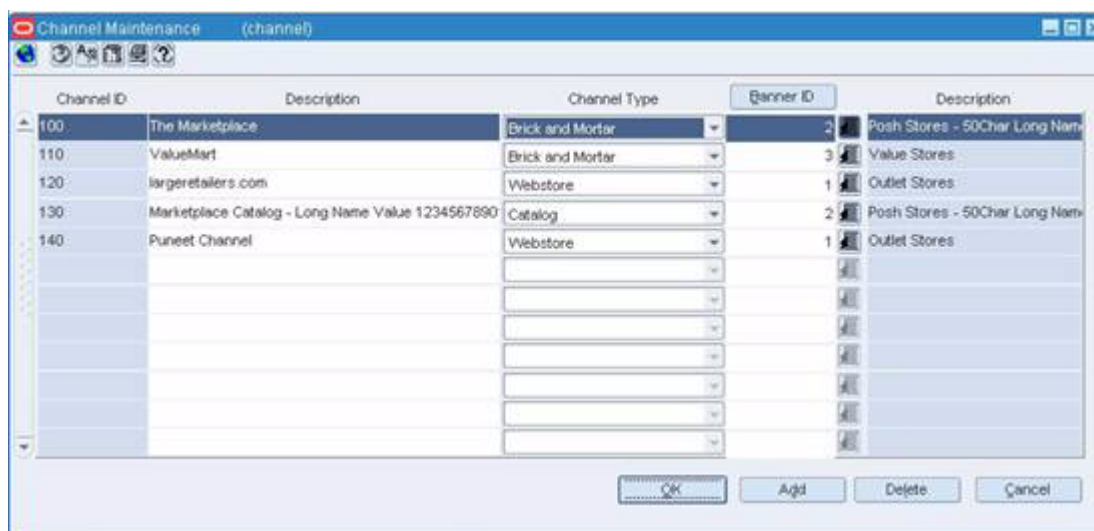 Channel Maintenance (channel)
Channel ID Description Channel Type Banner ID Description
100 The Marketplace Brick and Mortar 2 Posh Stores - 50Char Long Nam
110 ValueMart Brick and Mortar 3 Value Stores
120 largeretailers.com Webstore 1 Outlet Stores
130 Marketplace Catalog - Long Name Value 1234567890 Catalog 2 Posh Stores - 50Char Long Nam
140 Puneet Channel Webstore 1 Outlet Stores
OK Add Delete Cancel